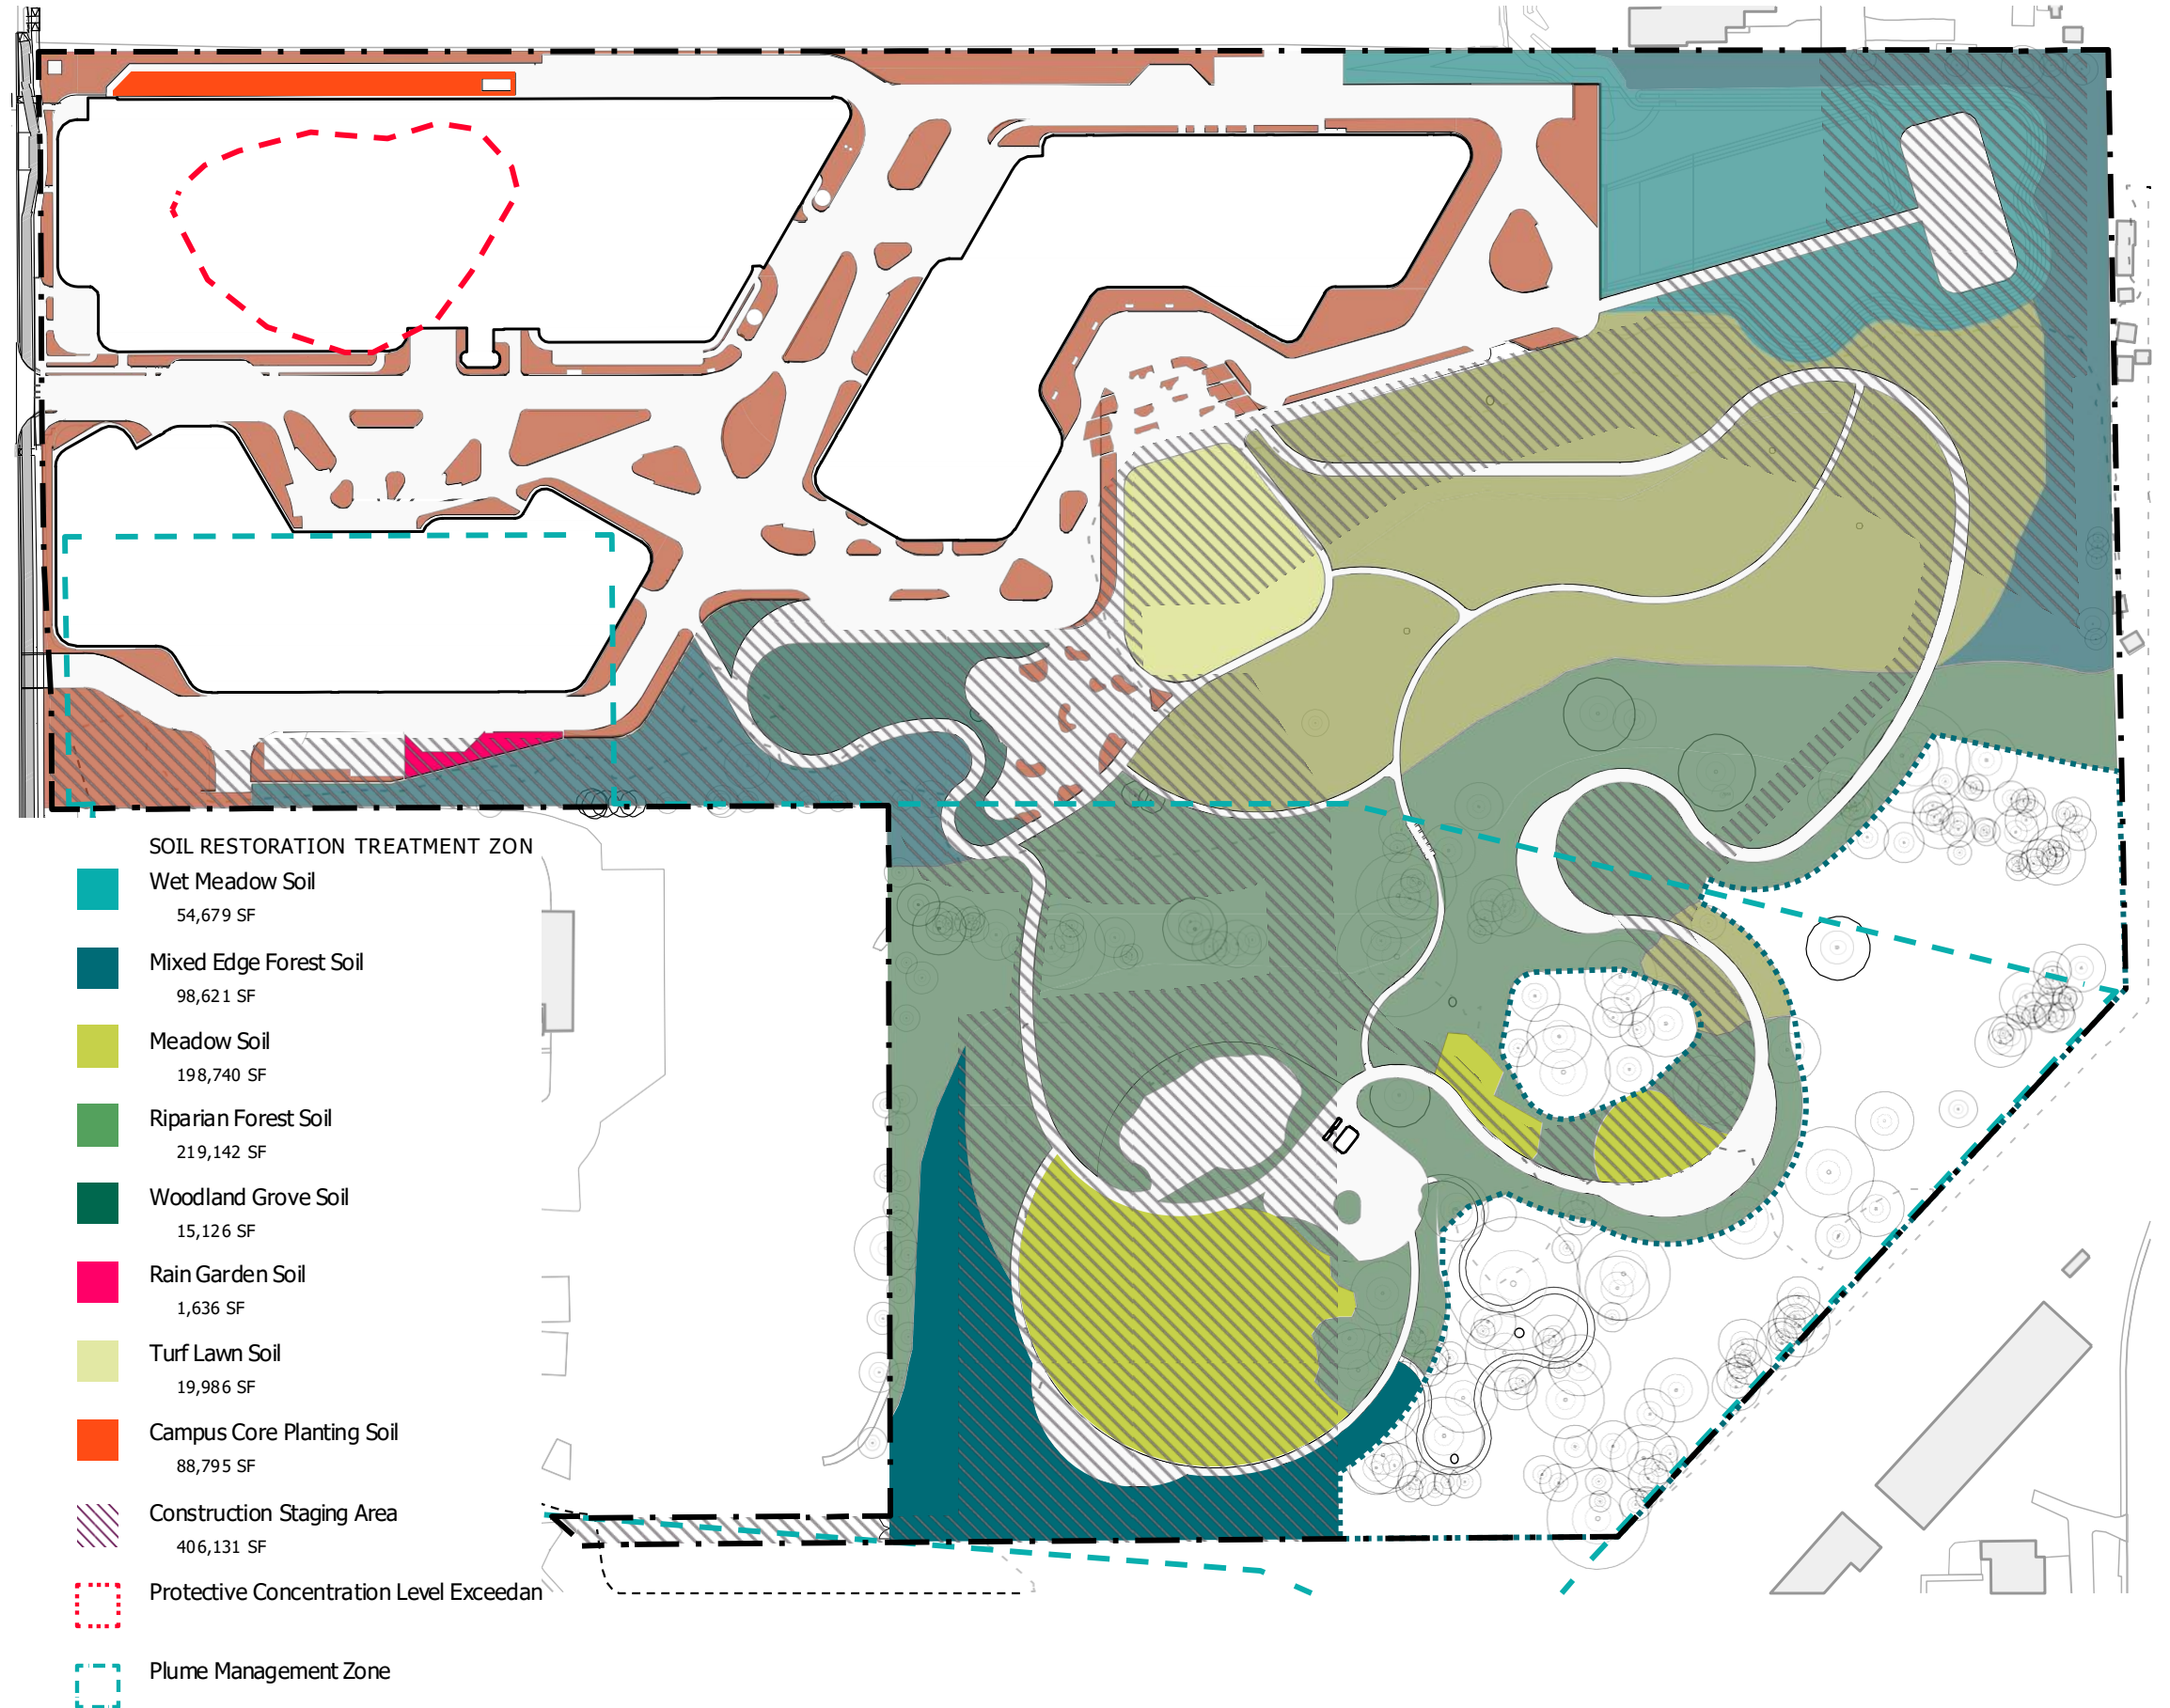 SOIL RESTORATION TREATMENT ZON
Wet Meadow Soil
54,679 SF
Mixed Edge Forest Soil
98,621 SF
Meadow Soil
198,740 SF
Riparian Forest Soil
219,142 SF
Woodland Grove Soil
15,126 SF
Rain Garden Soil
1,636 SF
Turf Lawn Soil
19,986 SF
Campus Core Planting Soil
88,795 SF
Construction Staging Area
406,131 SF
Protective Concentration Level Exceedan
Plume Management Zone